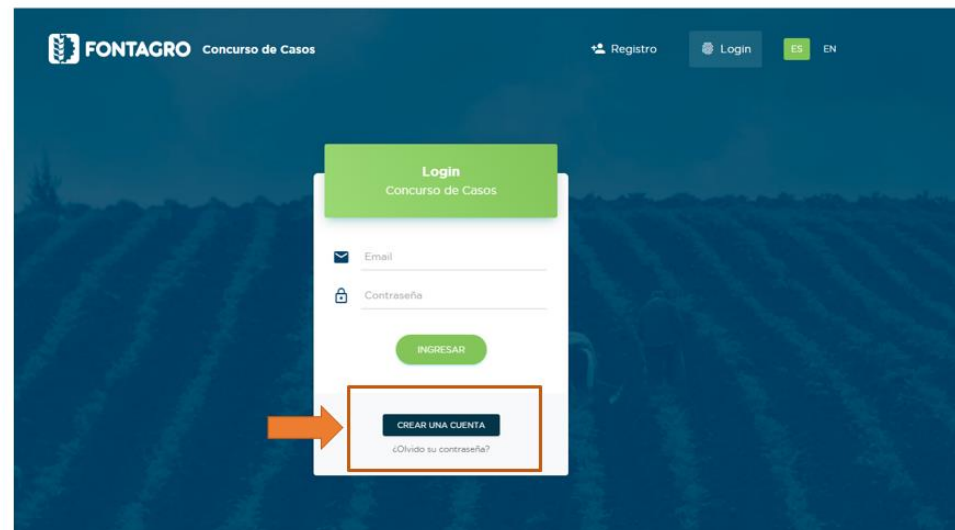 FONTAGRO Concurso de Casos
Registro
Login
ES
EN
Login
Concurso de Casos
Email
Contraseña
INGRESAR
CREAR UNA CUENTA
¿Olvido su contraseña?